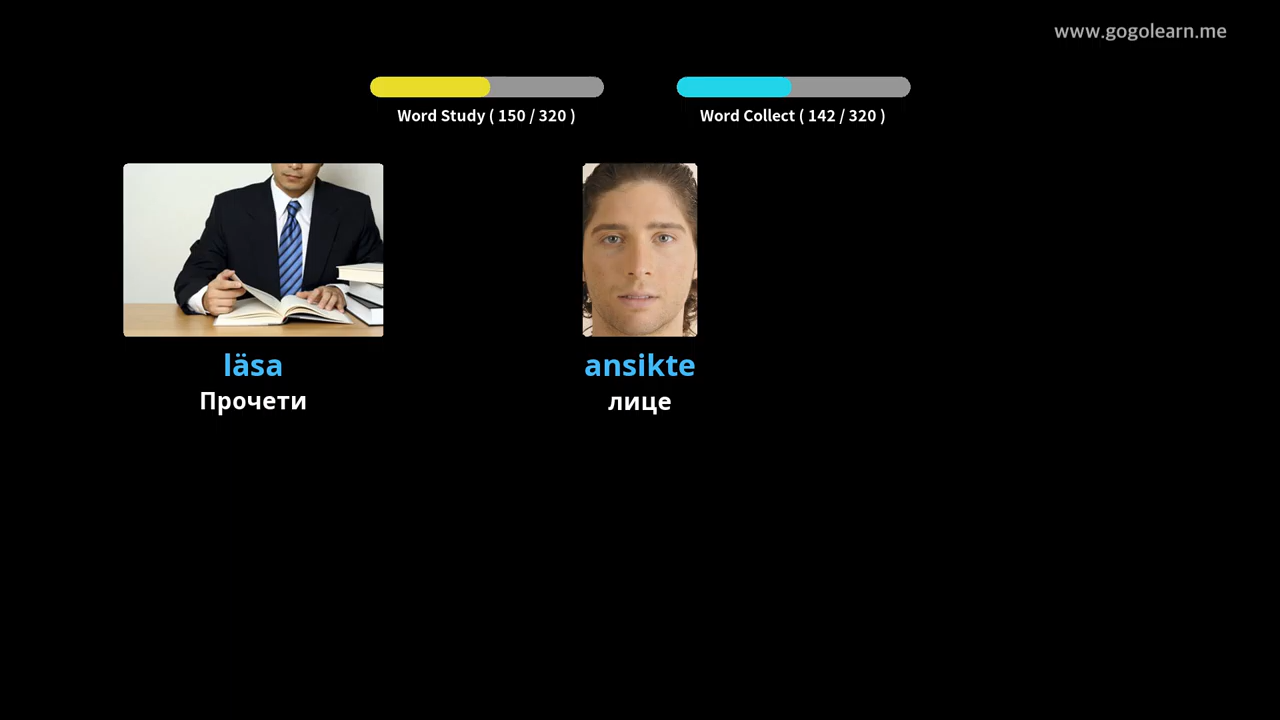 www.gogolearn.me
Word Study ( 150 / 320 )
Word Collect ( 142 / 320 )
läsa
Прочети
ansikte
лице